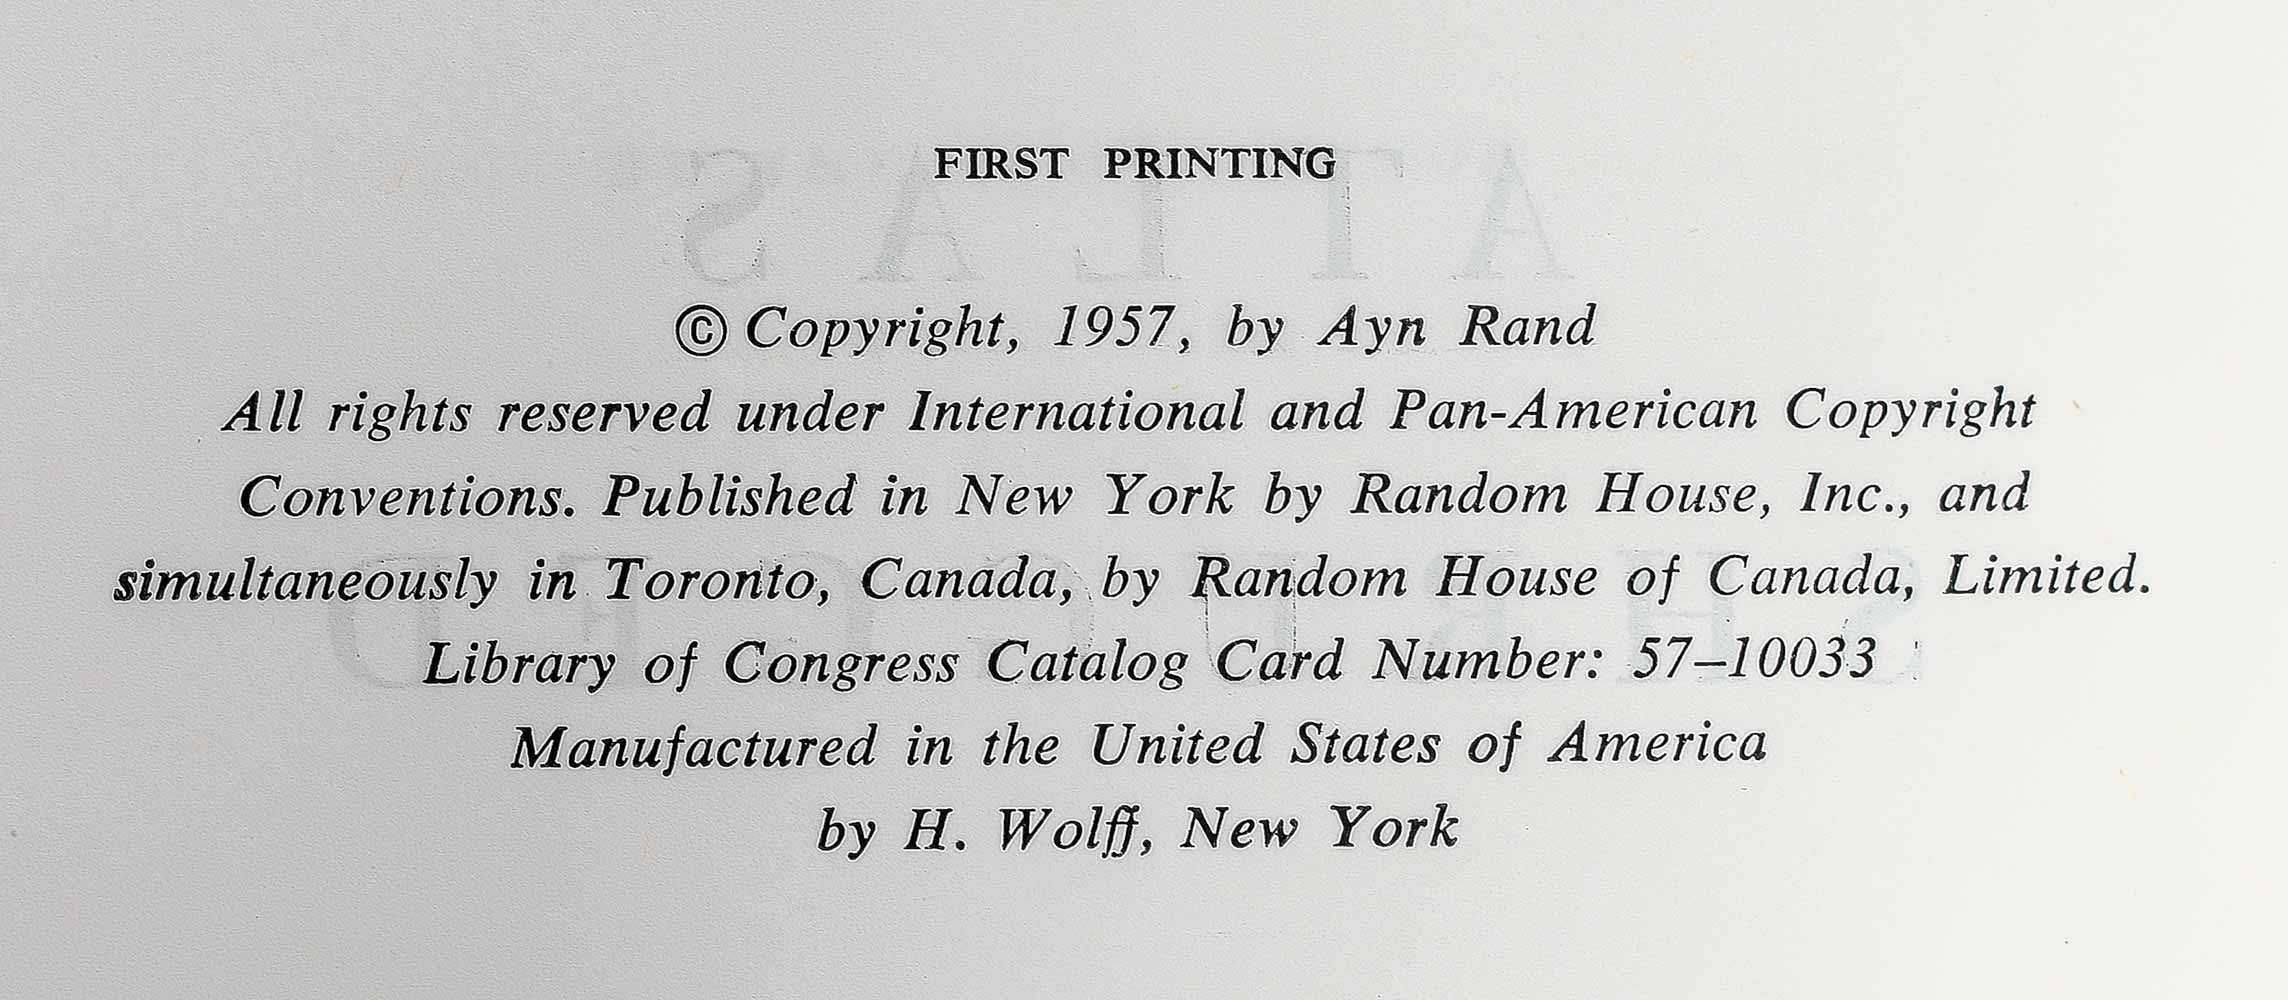 FIRST PRINTING
© Copyright, 1957, by Ayn Rand
All rights reserved under International and Pan-American Copyright
Conventions. Published in New York by Random House, Inc., and
simultaneously in Toronto, Canada, by Random House of Canada, Limited.
Library of Congress Catalog Card Number: 57–10033
Manufactured in the United States of America
by H. Wolff, New York
ATLAS
SHRUGGED